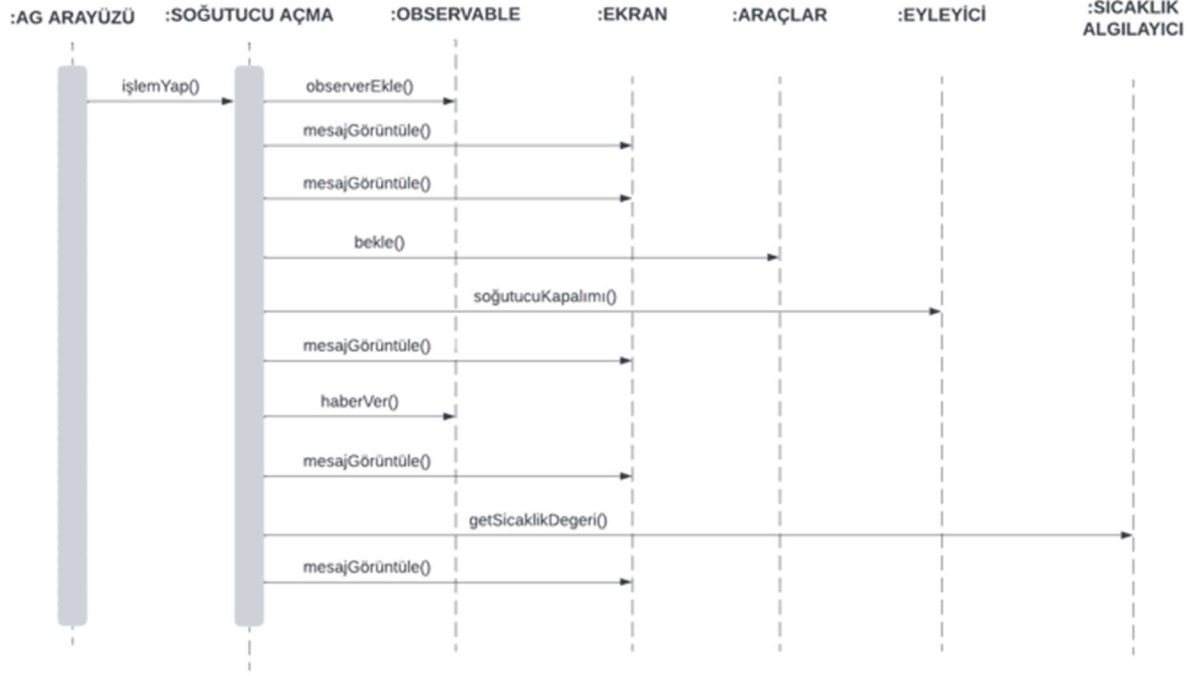 :AG ARAYÜZÜ
:SOĞUTUCU AÇMA
:OBSERVABLE
:EKRAN
:ARAÇLAR
:EYLEYİCİ
:SICAKLIK
ALGILAYICI
işlemYap()
observerEkle()
mesajGörüntüle()
mesajGörüntüle()
bekle()
soğutucuKapalımı()
mesajGörüntüle()
haberVer()
mesajGörüntüle()
getSicaklikDegeri()
mesajGörüntüle()